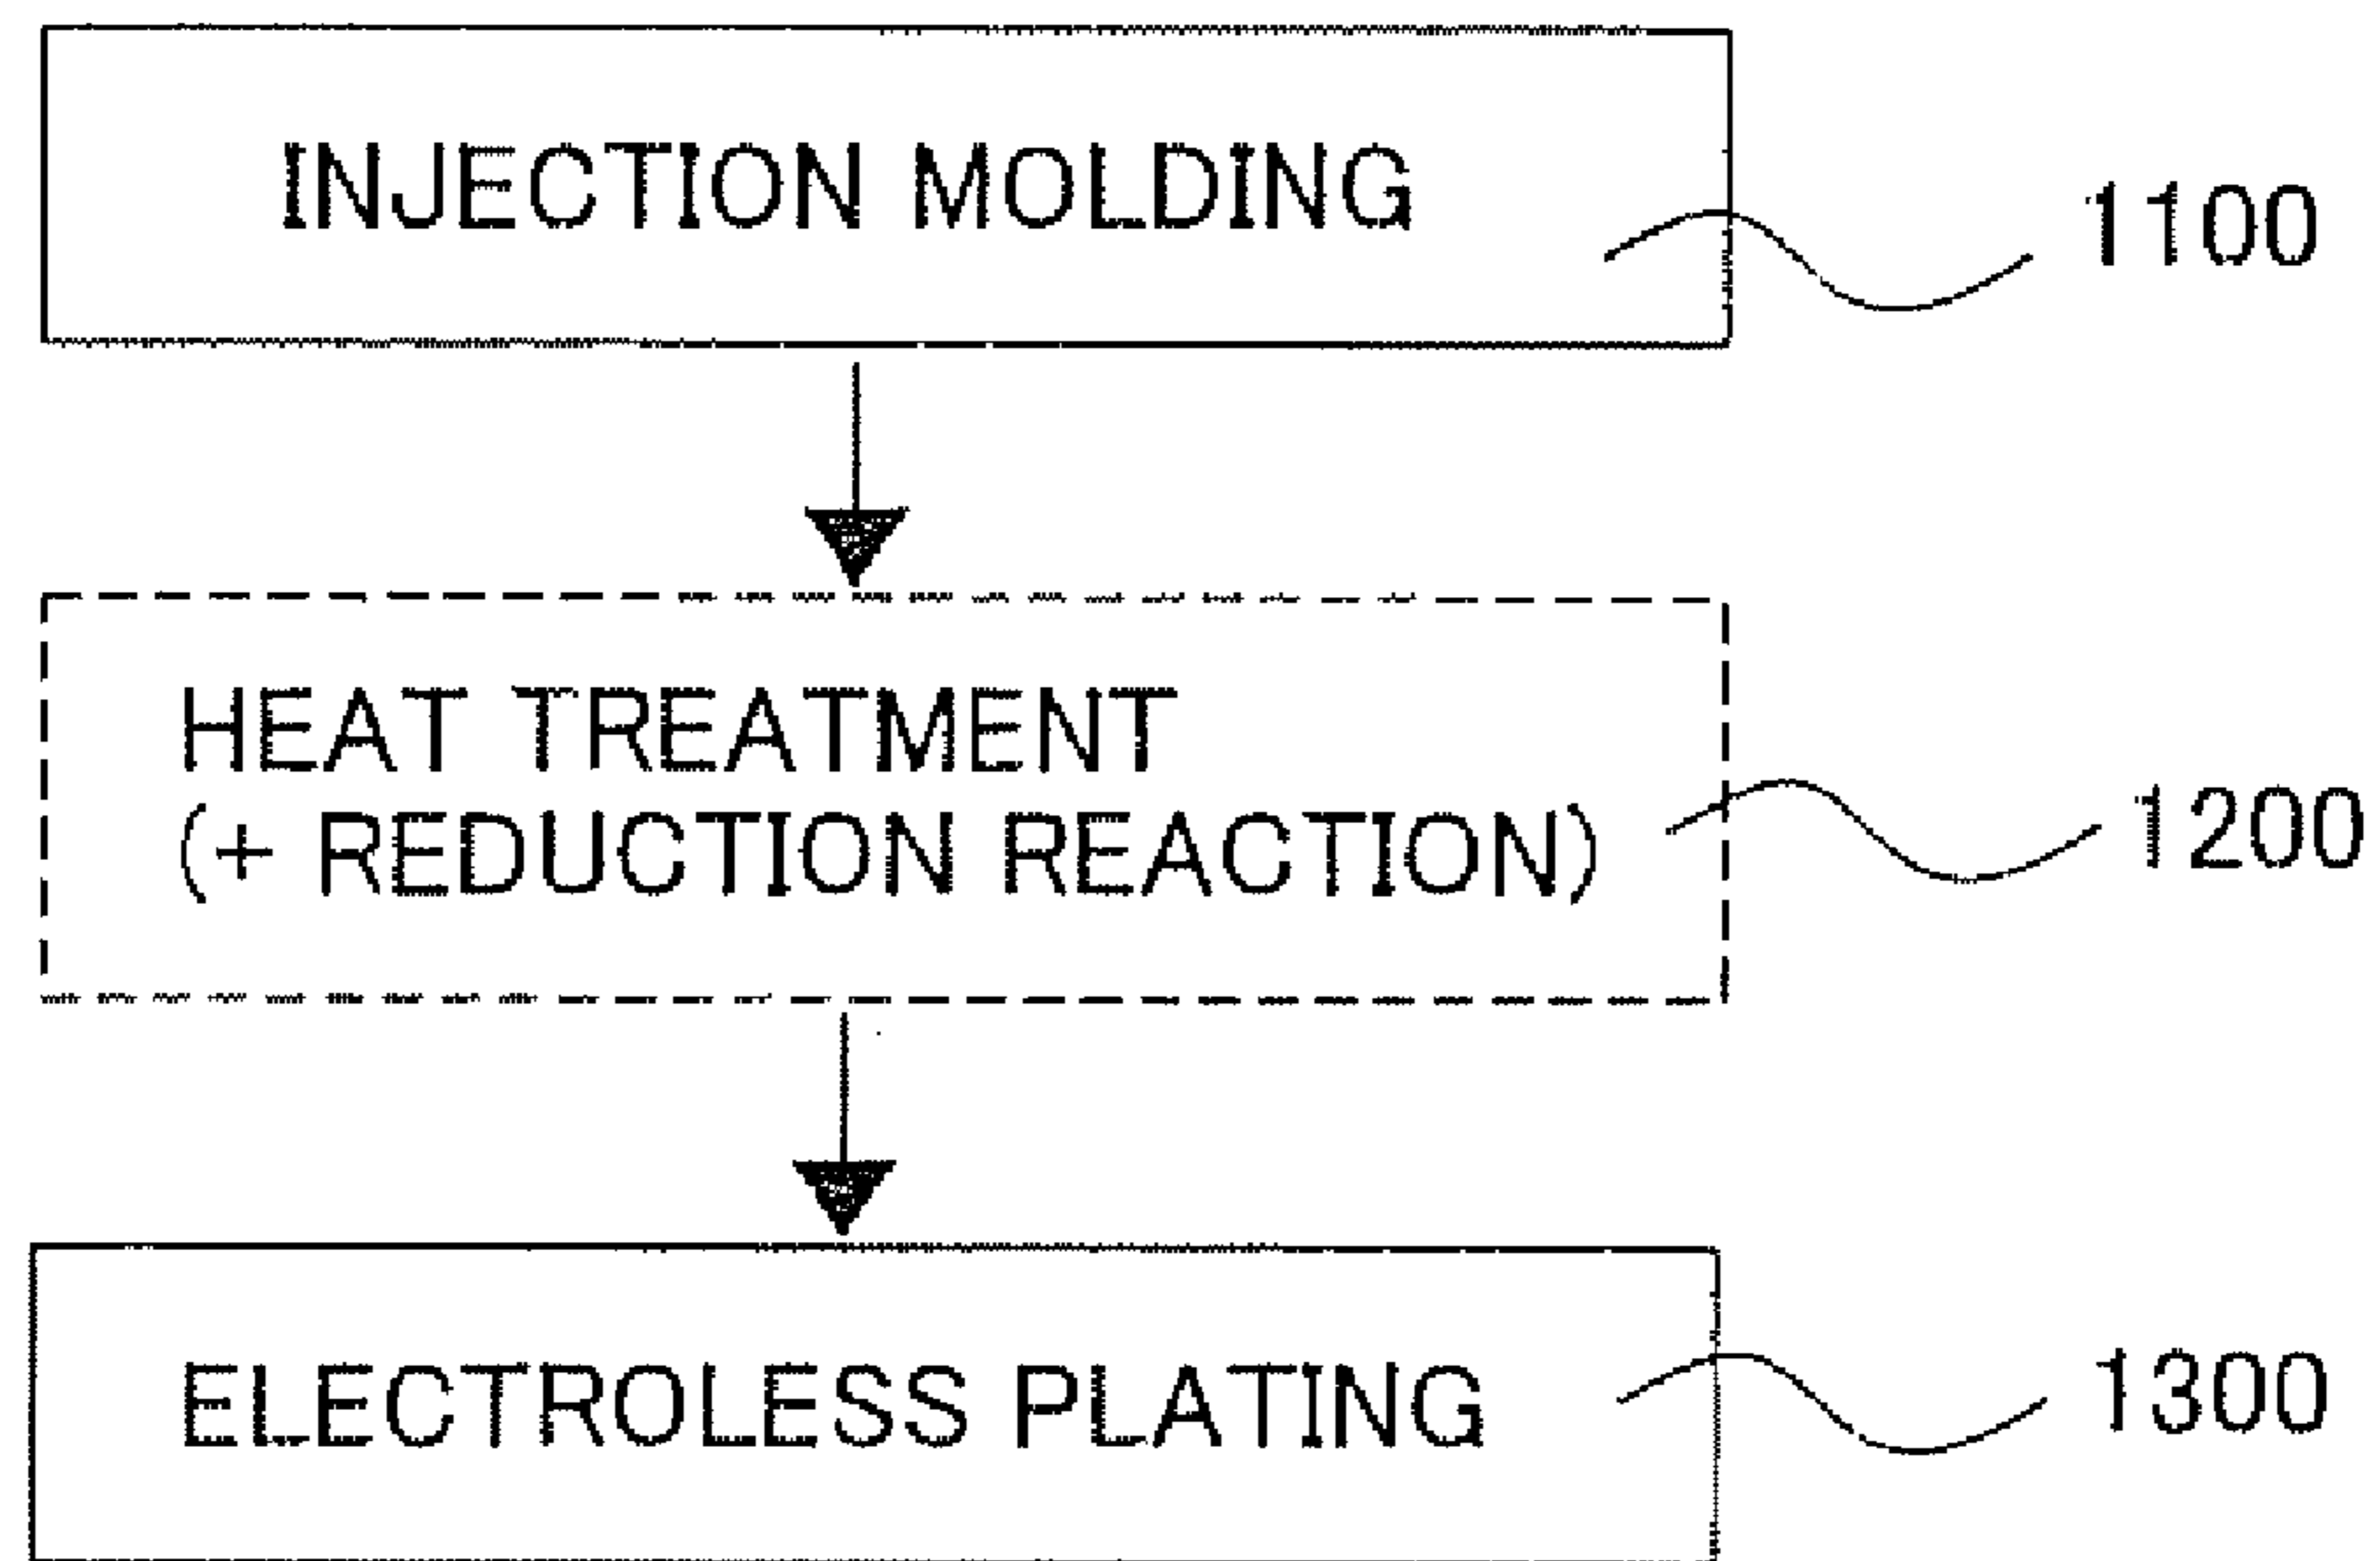 INJECTION MOLDING
1100
HEAT TREATMENT
(+ REDUCTION REACTION)
1200
ELECTROLESS PLATING
1300